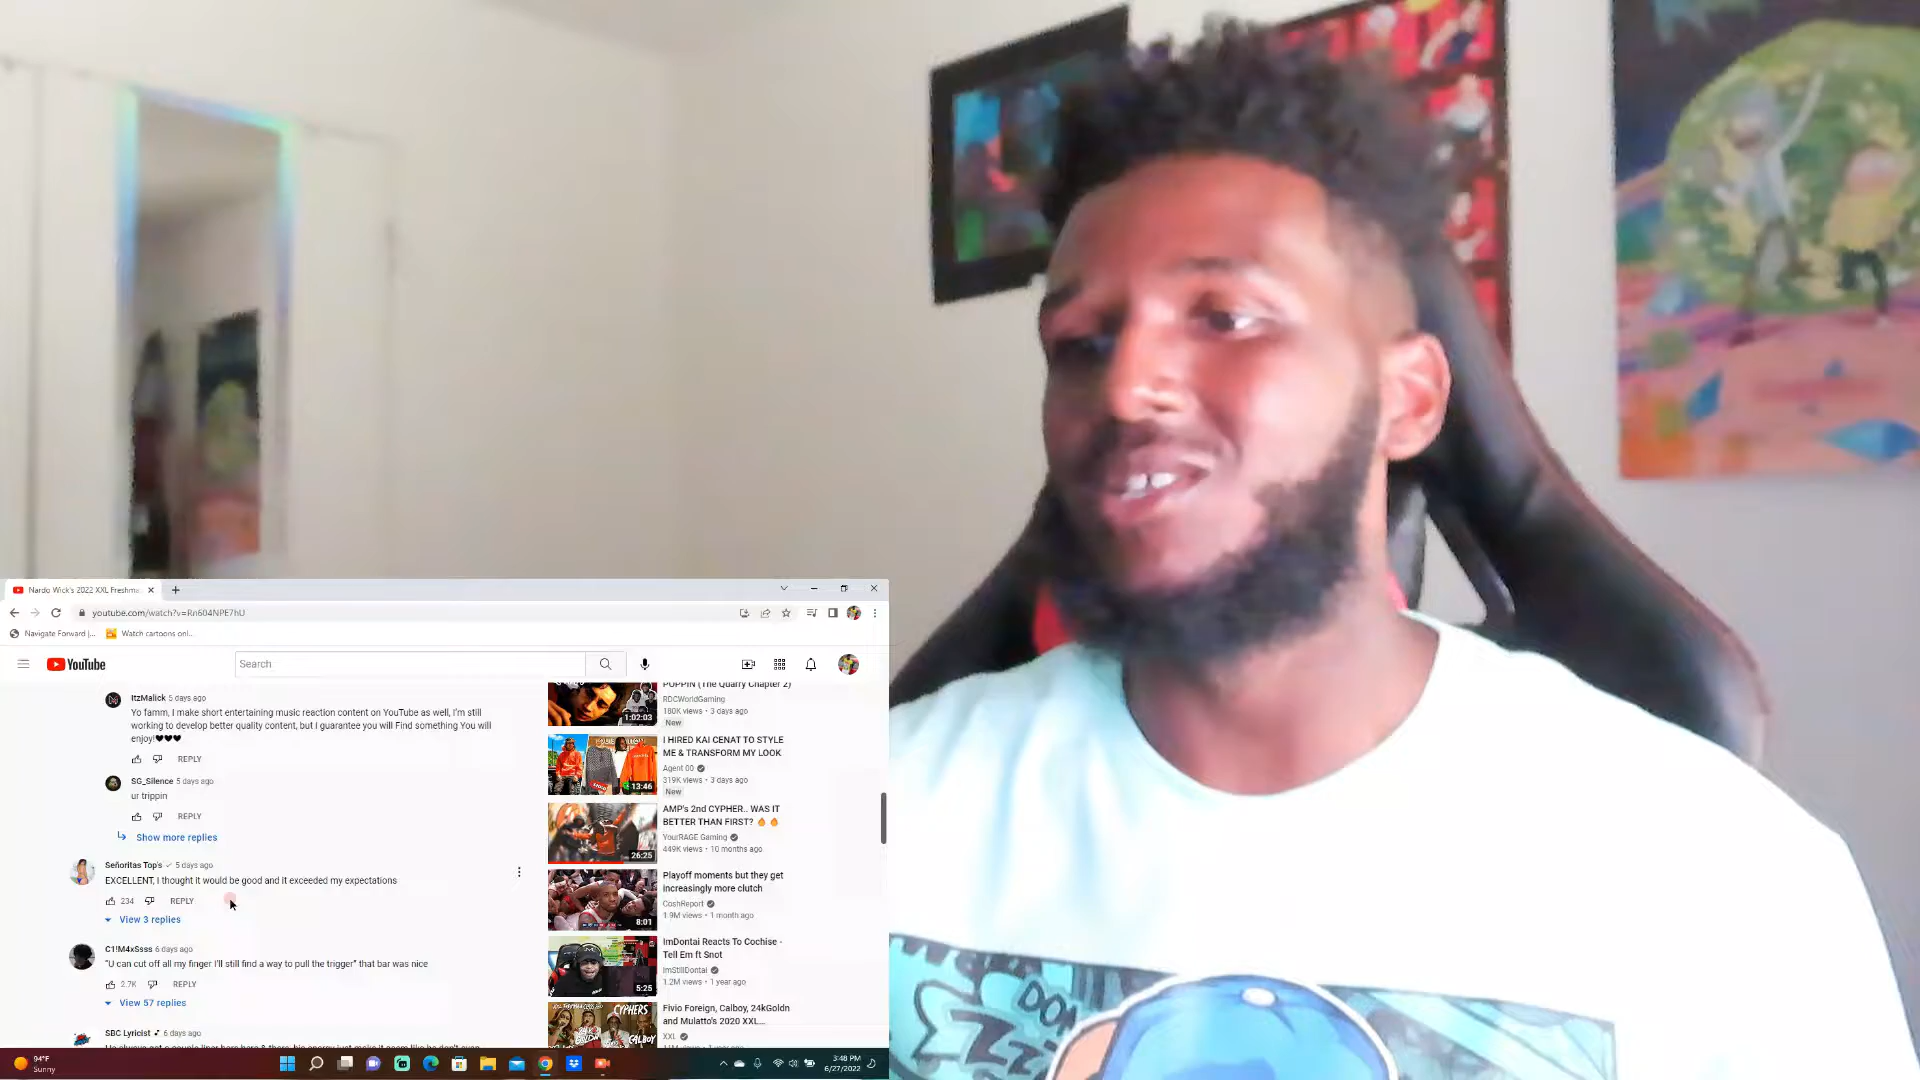 Nardo Wick's 2022 XXL Freshma
youtube.com/watch?v=Rn604NPE7hU
Navigate Forward |...
Watch cartoons onl...
YouTube
Search
ItzMalick 5 days ago
Yo famm, I make short entertaining music reaction content on YouTube as well, I'm still
working to develop better quality content, but I guarantee you will Find something You will
enjoy!♥♥♥
REPLY
SG_Silence 5 days ago
ur trippin
REPLY
Show more replies
Señoritas Top's 5 days ago
EXCELLENT, I thought it would be good and it exceeded my expectations
234 REPLY
View 3 replies
C1!M4xSsss 6 days ago
"U can cut off all my finger I'll still find a way to pull the trigger" that bar was nice
2.7K REPLY
View 57 replies
SBC Lyricist 6 days ago
POPPIN (The Quarry Chapter 2)
RDCWorldGaming
180K views • 3 days ago
New
1:02:03
I HIRED KAI CENAT TO STYLE
ME & TRANSFORM MY LOOK
Agent 00
319K views • 3 days ago
New
13:46
AMP's 2nd CYPHER.. WAS IT
BETTER THAN FIRST? 🔥🔥
YourRAGE Gaming
449K views • 10 months ago
26:25
Playoff moments but they get
increasingly more clutch
CoshReport
1.9M views • 1 month ago
8:01
ImDontai Reacts To Cochise -
Tell Em ft Snot
ImStillDontai
1.2M views • 1 year ago
5:25
Fivio Foreign, Calboy, 24kGoldn
and Mulatto's 2020 XXL...
XXL
CYPHERS
CALBOY
94°F
Sunny
3:48 PM
6/27/2022
DON